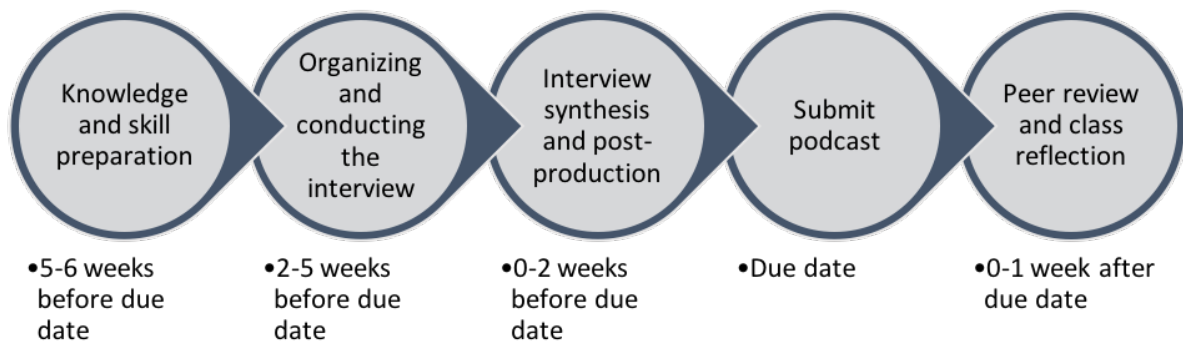 Knowledge
and skill
preparation
Organizing
and
conducting
the
interview
Interview
synthesis
and post-
production
Submit
podcast
Peer review
and class
reflection
•5-6 weeks
before due
date
•2-5 weeks
before due
date
•0-2 weeks
before due
date
•Due date
•0-1 week after
due date